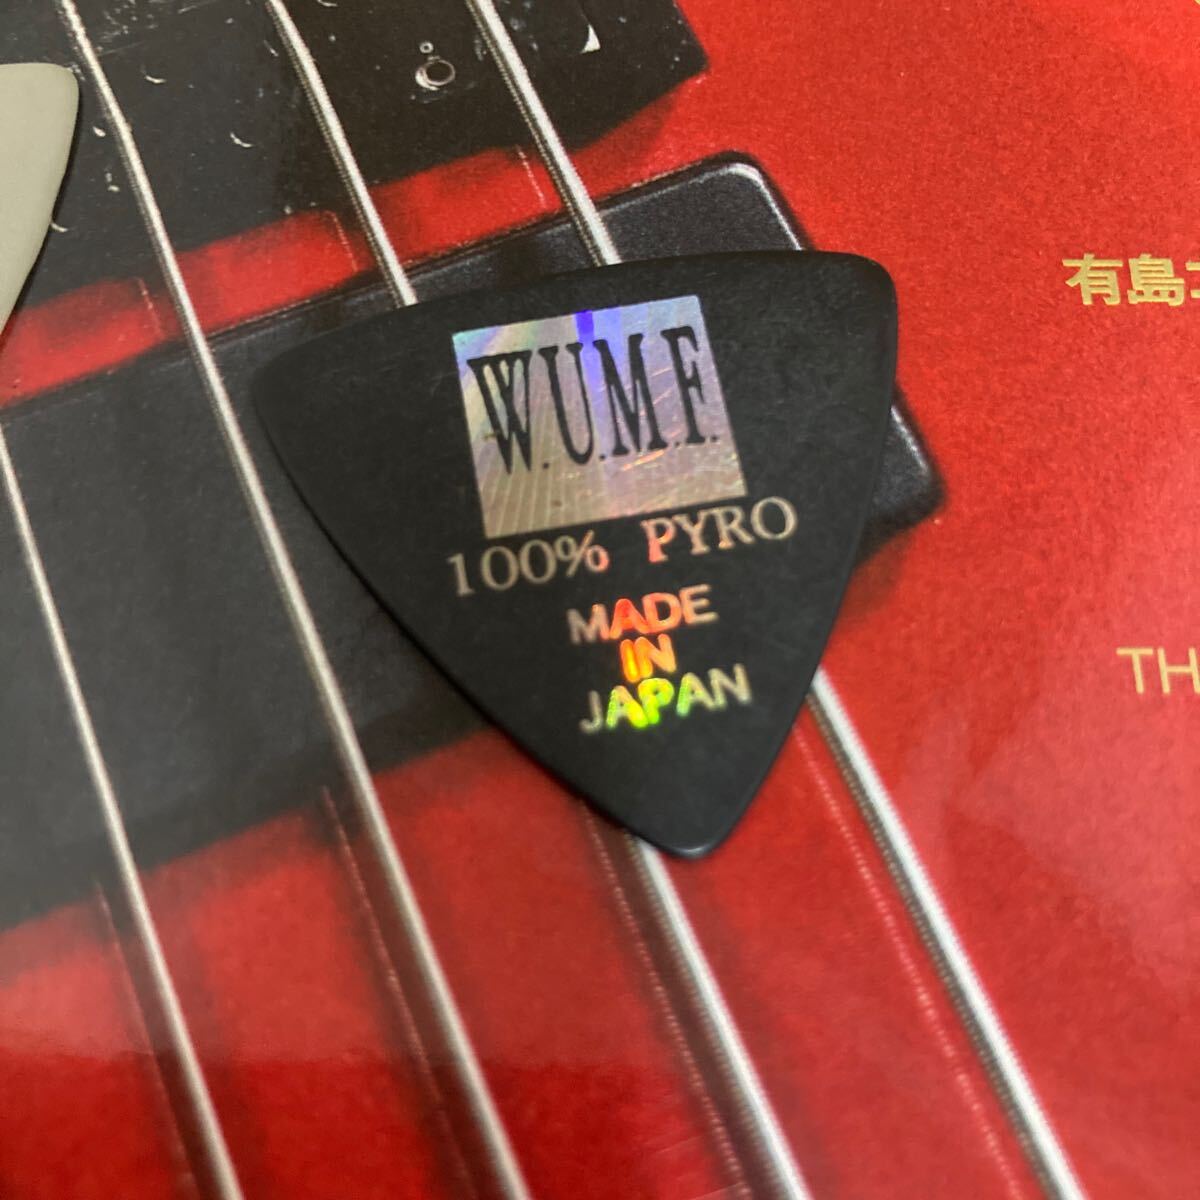 W.U.M.F.
100% PYRO
MADE
IN
JAPAN
有島
TH